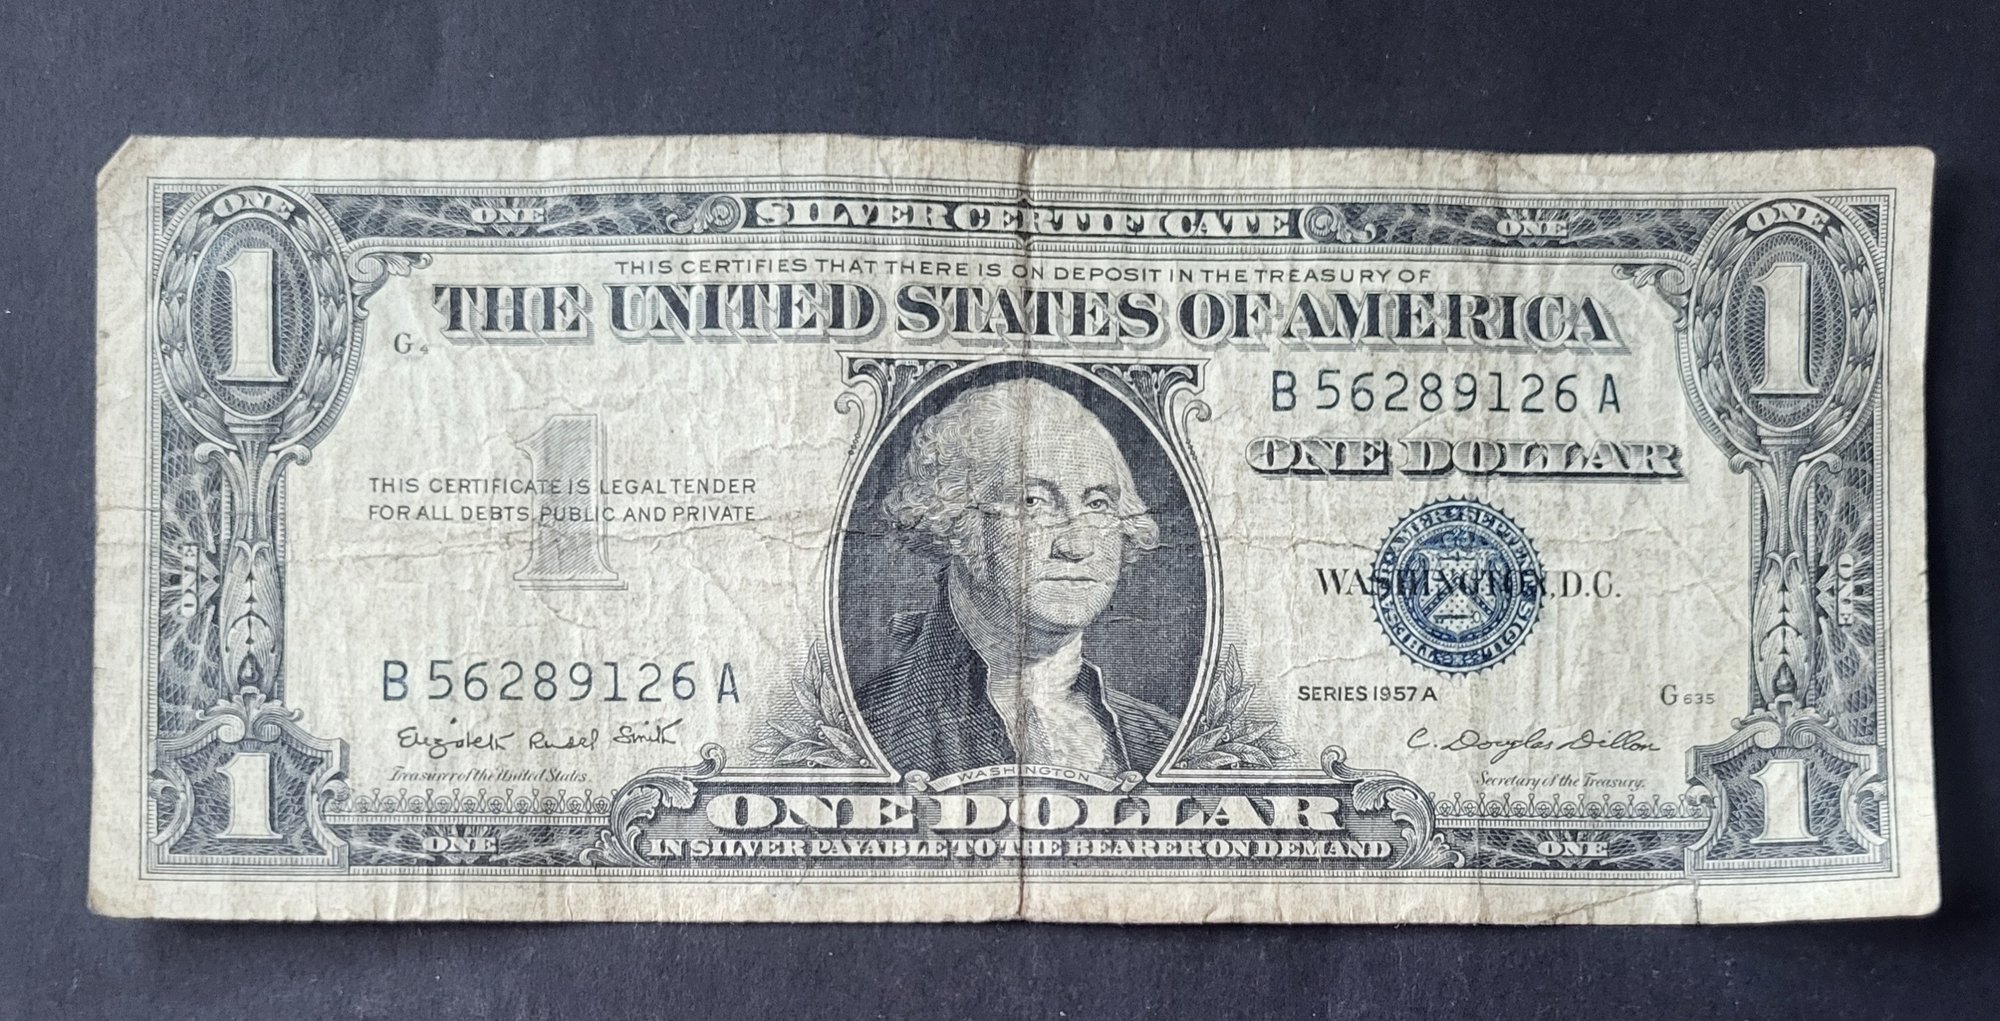 ONE ONE SILVER CERTIFICATE ONE ONE
1 1
THIS CERTIFIES THAT THERE IS ON DEPOSIT IN THE TREASURY OF
THE UNITED STATES OF AMERICA
G4
B 56289126 A
1
ONE DOLLAR
THIS CERTIFICATE IS LEGAL TENDER
FOR ALL DEBTS, PUBLIC AND PRIVATE
ONE WASHINGTON, D.C. ONE
B 56289126 A
SERIES 1957 A G635
Elizabeth Rudel Smith
Treasurer of the United States.
C. Douglas Dillon
Secretary of the Treasury.
WASHINGTON
1 ONE DOLLAR 1
ONE IN SILVER PAYABLE TO THE BEARER ON DEMAND ONE